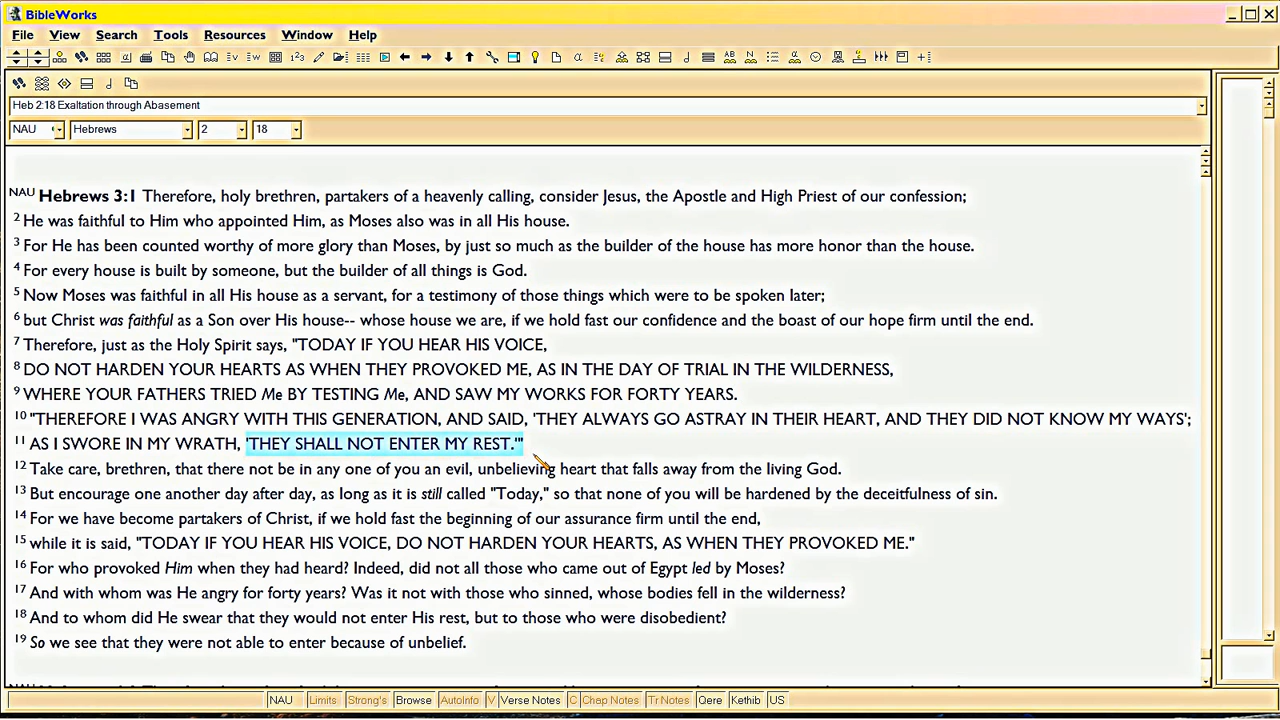 BibleWorks
File View Search Tools Resources Window Help
Heb 2:18 Exaltation through Abasement
NAU Hebrews 2 18
NAU Hebrews 3:1 Therefore, holy brethren, partakers of a heavenly calling, consider Jesus, the Apostle and High Priest of our confession;
2 He was faithful to Him who appointed Him, as Moses also was in all His house.
3 For He has been counted worthy of more glory than Moses, by just so much as the builder of the house has more honor than the house.
4 For every house is built by someone, but the builder of all things is God.
5 Now Moses was faithful in all His house as a servant, for a testimony of those things which were to be spoken later;
6 but Christ was faithful as a Son over His house-- whose house we are, if we hold fast our confidence and the boast of our hope firm until the end.
7 Therefore, just as the Holy Spirit says, "TODAY IF YOU HEAR HIS VOICE,
8 DO NOT HARDEN YOUR HEARTS AS WHEN THEY PROVOKED ME, AS IN THE DAY OF TRIAL IN THE WILDERNESS,
9 WHERE YOUR FATHERS TRIED Me BY TESTING Me, AND SAW MY WORKS FOR FORTY YEARS.
10 "THEREFORE I WAS ANGRY WITH THIS GENERATION, AND SAID, 'THEY ALWAYS GO ASTRAY IN THEIR HEART, AND THEY DID NOT KNOW MY WAYS';
11 AS I SWORE IN MY WRATH, 'THEY SHALL NOT ENTER MY REST.'"
12 Take care, brethren, that there not be in any one of you an evil, unbelieving heart that falls away from the living God.
13 But encourage one another day after day, as long as it is still called "Today," so that none of you will be hardened by the deceitfulness of sin.
14 For we have become partakers of Christ, if we hold fast the beginning of our assurance firm until the end,
15 while it is said, "TODAY IF YOU HEAR HIS VOICE, DO NOT HARDEN YOUR HEARTS, AS WHEN THEY PROVOKED ME."
16 For who provoked Him when they had heard? Indeed, did not all those who came out of Egypt led by Moses?
17 And with whom was He angry for forty years? Was it not with those who sinned, whose bodies fell in the wilderness?
18 And to whom did He swear that they would not enter His rest, but to those who were disobedient?
19 So we see that they were not able to enter because of unbelief.
NAU Limits Strong's Browse AutoInfo V Verse Notes C Chap Notes Tr Notes Qere Kethib US